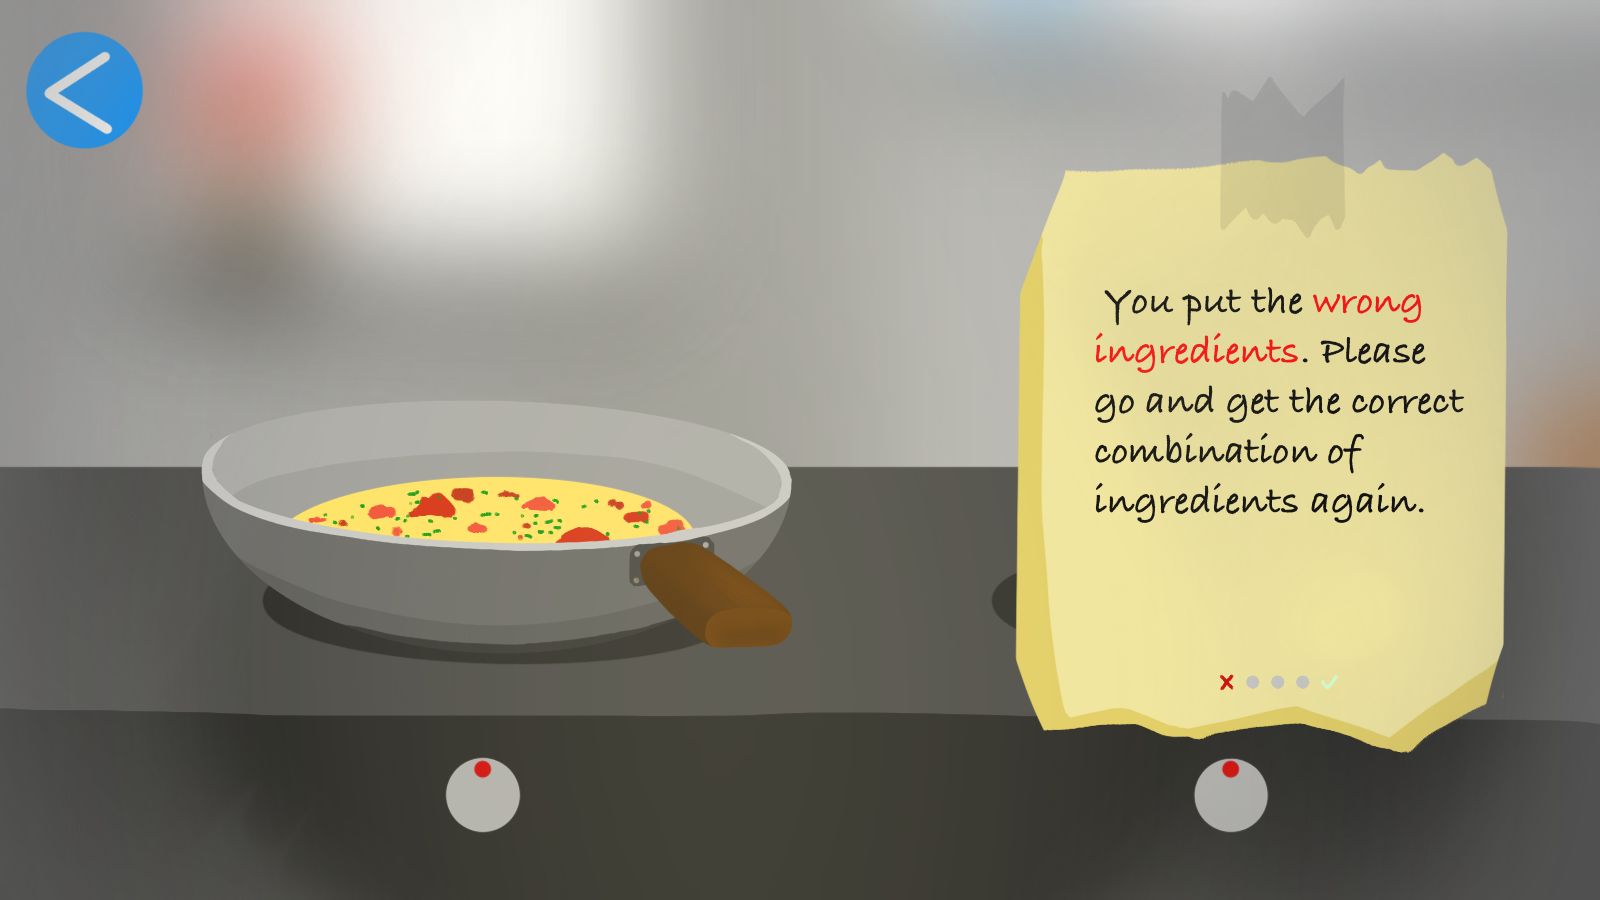 You put the wrong
ingredients. Please
go and get the correct
combination of
ingredients again.